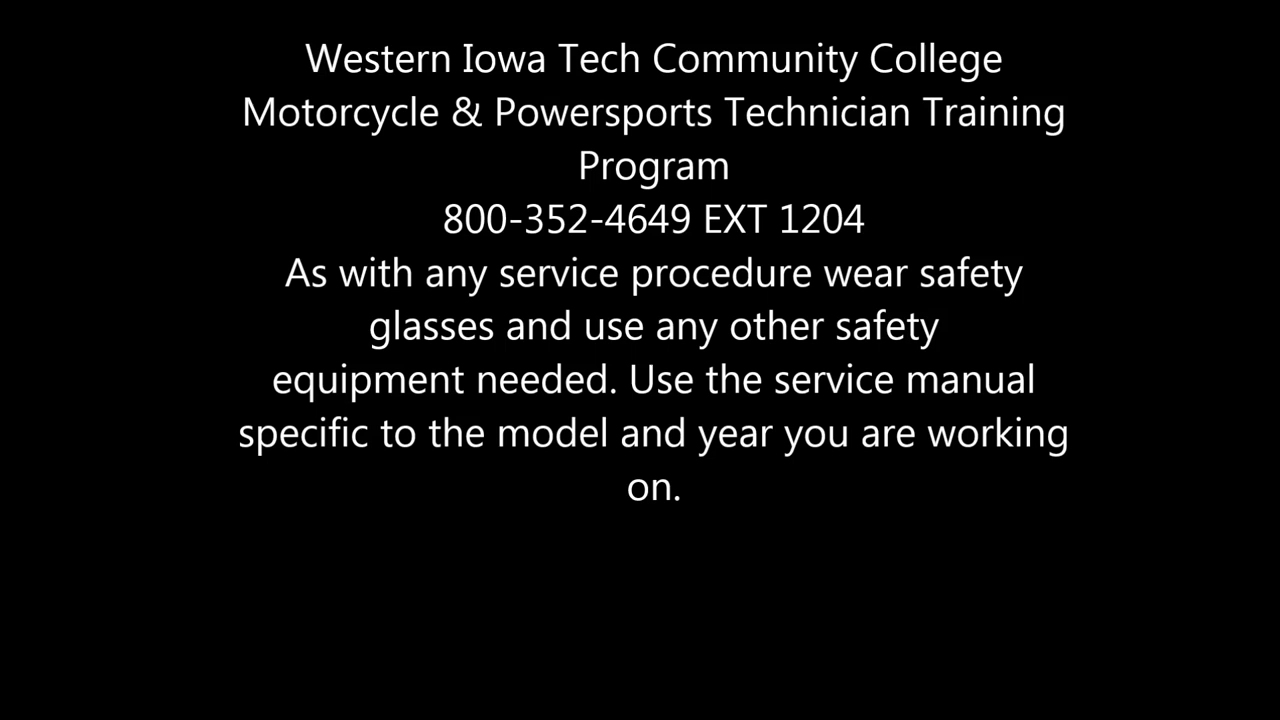 Western Iowa Tech Community College
Motorcycle & Powersports Technician Training
Program
800-352-4649 EXT 1204
As with any service procedure wear safety
glasses and use any other safety
equipment needed. Use the service manual
specific to the model and year you are working
on.